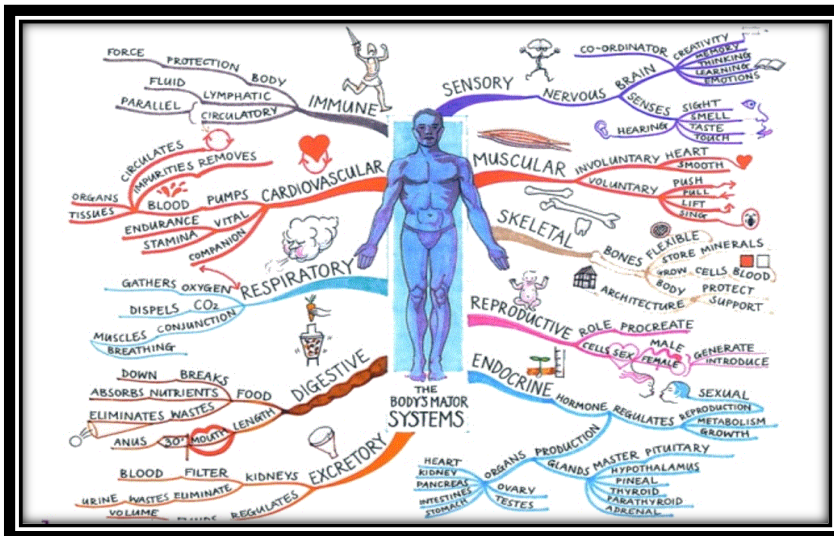 THE
BODY'S MAJOR
SYSTEMS
IMMUNE
FORCE PROTECTION BODY
FLUID LYMPHATIC
PARALLEL CIRCULATORY
CARDIOVASCULAR
CIRCULATES
IMPURITIES REMOVES
ORGANS
TISSUES
BLOOD PUMPS
ENDURANCE VITAL
STAMINA
COMPANION
RESPIRATORY
GATHERS OXYGEN
DISPELS CO2
MUSCLES CONJUNCTION
BREATHING
DIGESTIVE
DOWN BREAKS
ABSORBS NUTRIENTS FOOD
ELIMINATES WASTES
ANUS 30' MOUTH LENGTH
EXCRETORY
BLOOD FILTER KIDNEYS
URINE WASTES ELIMINATE
VOLUME REGULATES
SENSORY
NERVOUS
BRAIN
CO-ORDINATOR
CREATIVITY
MEMORY
THINKING
LEARNING
EMOTIONS
SENSES
SIGHT
SMELL
TASTE
TOUCH
HEARING
MUSCULAR
INVOLUNTARY HEART
SMOOTH
VOLUNTARY PUSH
PULL
LIFT
SING
SKELETAL
BONES FLEXIBLE
STORE MINERALS
GROW CELLS BLOOD
BODY PROTECT
ARCHITECTURE SUPPORT
REPRODUCTIVE
ROLE PROCREATE
CELLS SEX MALE
FEMALE
GENERATE
INTRODUCE
ENDOCRINE
HORMONE REGULATES
SEXUAL
REPRODUCTION
METABOLISM
GROWTH
PRODUCTION
ORGANS
HEART
KIDNEY
PANCREAS
INTESTINES
STOMACH
OVARY
TESTES
GLANDS MASTER PITUITARY
HYPOTHALAMUS
PINEAL
THYROID
PARATHYROID
ADRENAL